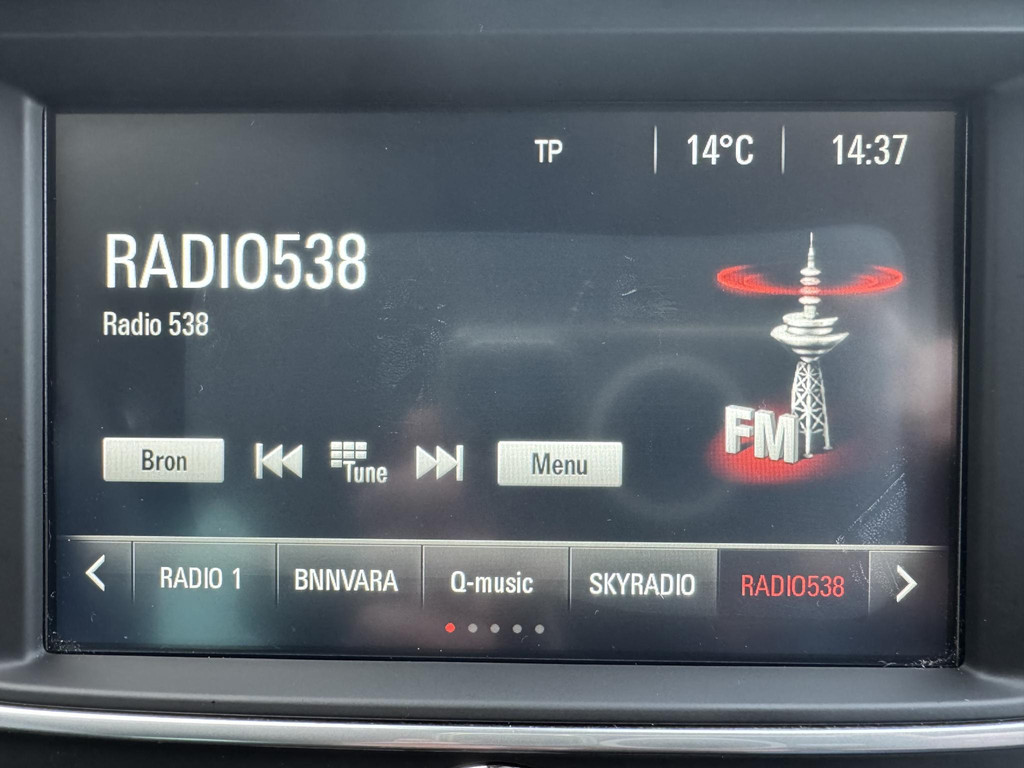 TP 14°C 14:37
RADIO538
Radio 538
FM
Bron Tune Menu
RADIO 1 BNNVARA Q-music SKYRADIO RADIO538